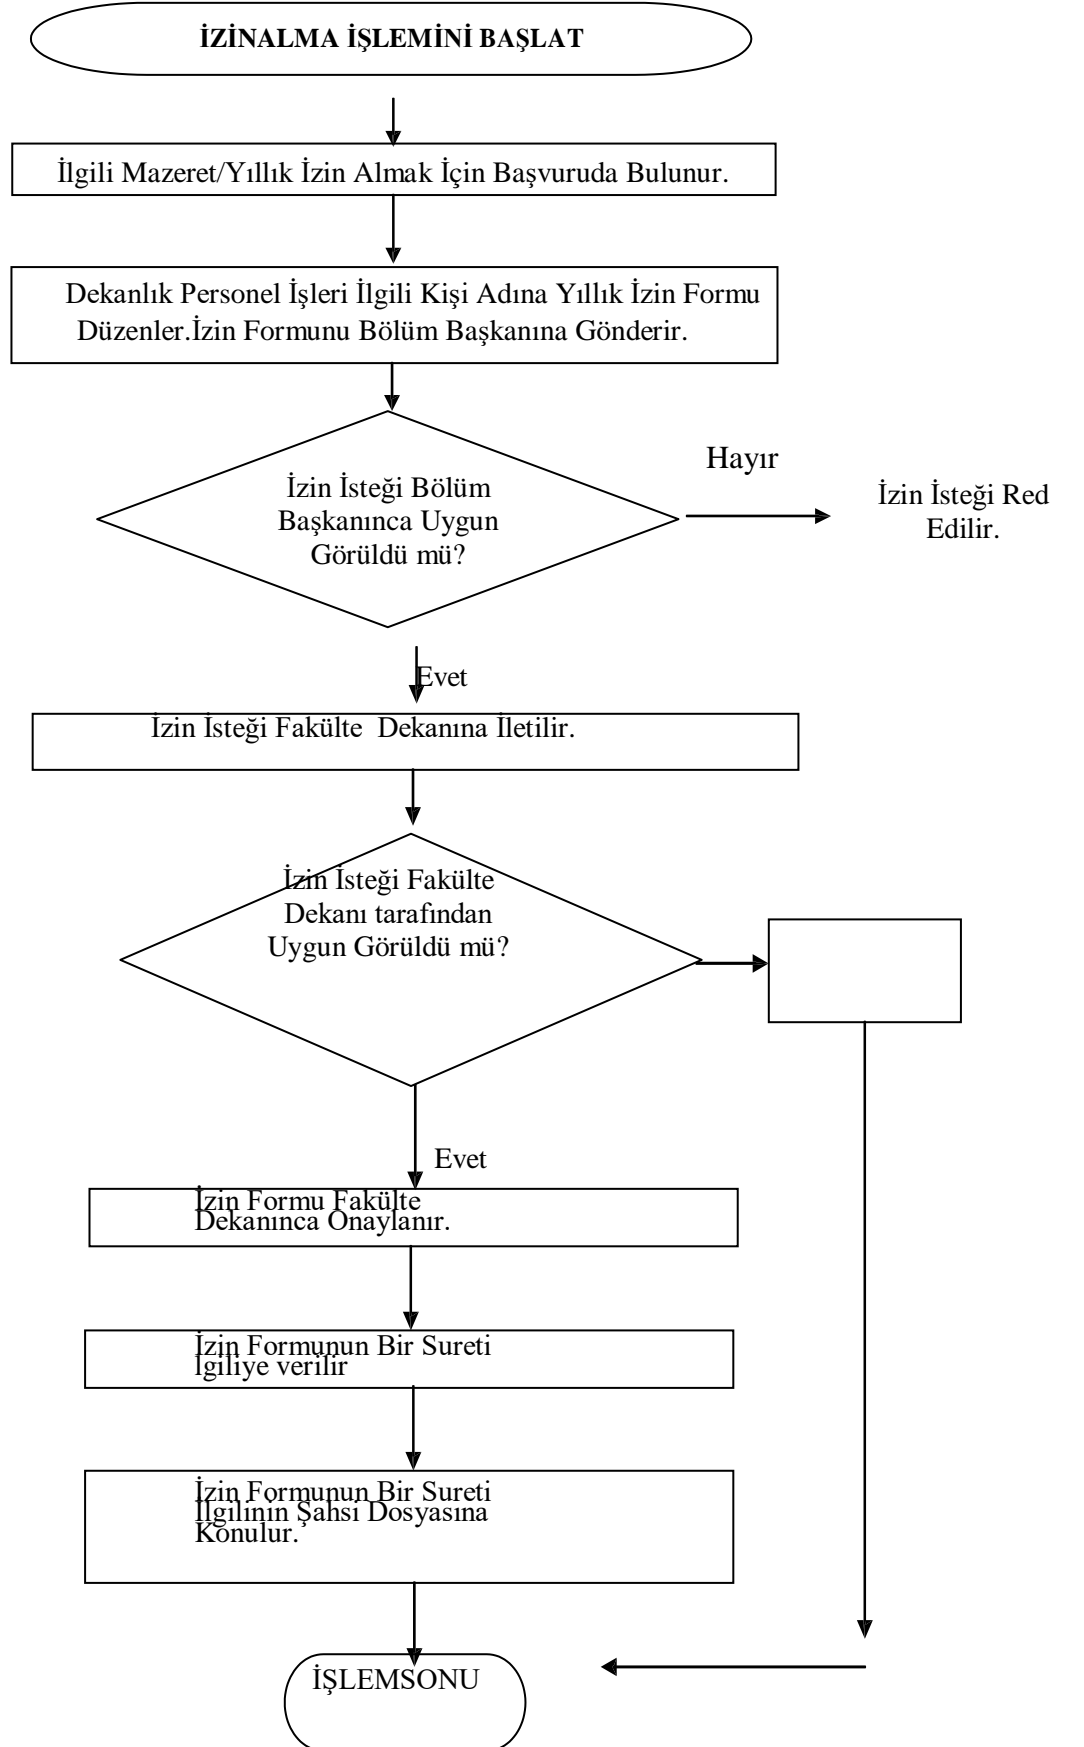 İZİNALMA İŞLEMİNİ BAŞLAT
İlgili Mazeret/Yıllık İzin Almak İçin Başvuruda Bulunur.
Dekanlık Personel İşleri İlgili Kişi Adına Yıllık İzin Formu
Düzenler.İzin Formunu Bölüm Başkanına Gönderir.
İzin İsteği Bölüm
Başkanınca Uygun
Görüldü mü?
Hayır
İzin İsteği Red
Edilir.
Evet
İzin İsteği Fakülte Dekanına İletilir.
İzin İsteği Fakülte
Dekanı tarafından
Uygun Görüldü mü?
Evet
İzin Formu Fakülte
Dekanınca Onaylanır.
İzin Formunun Bir Sureti
İgiliye verilir
İzin Formunun Bir Sureti
İlgilinin Şahsi Dosyasına
Konulur.
İŞLEMSONU